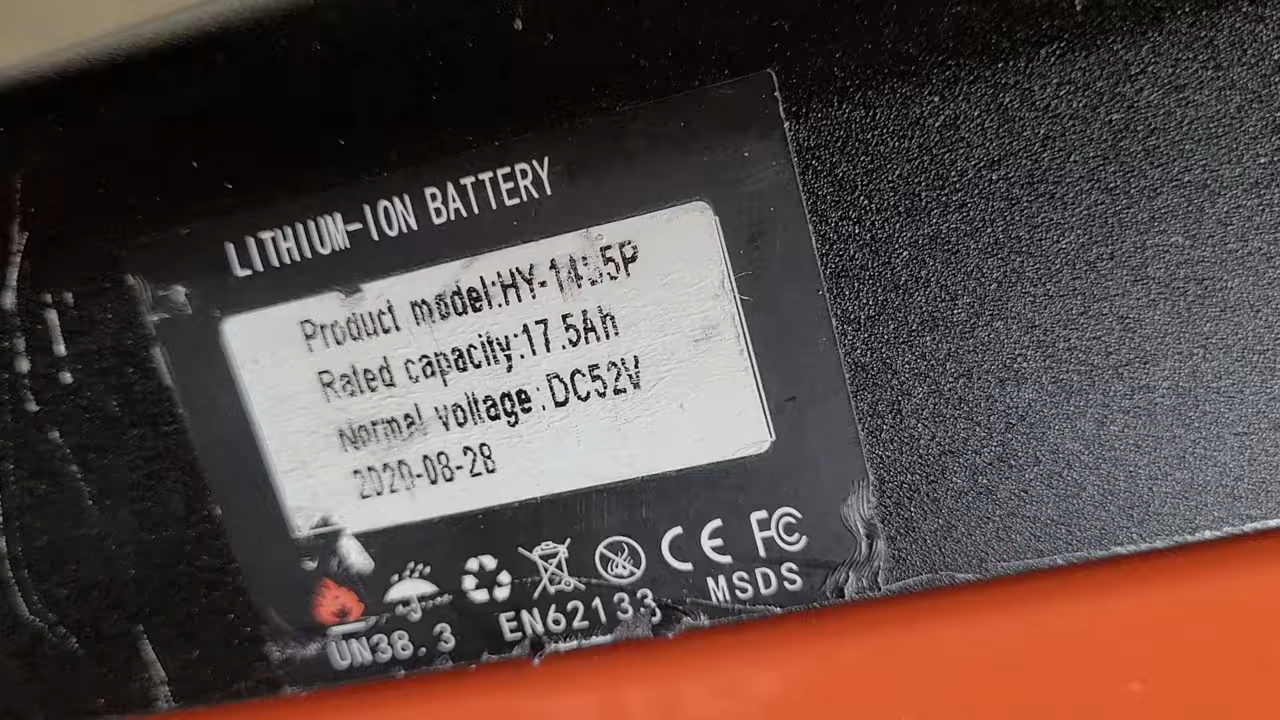 LITHIUM-ION BATTERY
Product model:
Rated capacity:17.5Ah
Normal voltage:DC52V
2020-08-28
CE FC
UN38.3 EN62133 MSDS